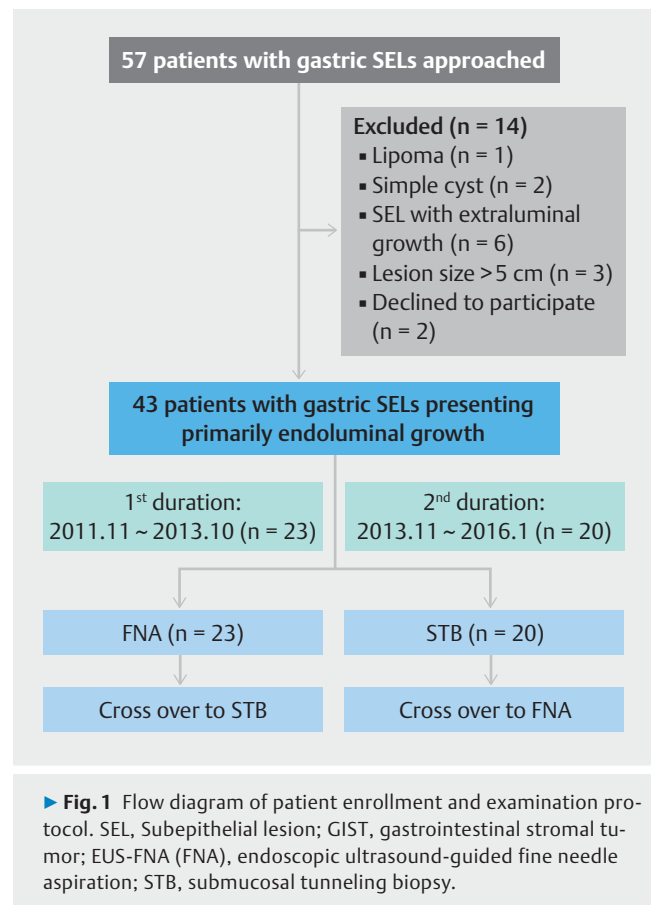 57 patients with gastric SELs approached
Excluded (n = 14)
▪ Lipoma (n = 1)
▪ Simple cyst (n = 2)
▪ SEL with extraluminal
growth (n = 6)
▪ Lesion size > 5 cm (n = 3)
▪ Declined to participate
(n = 2)
43 patients with gastric SELs presenting
primarily endoluminal growth
1st duration:
2011.11 ~ 2013.10 (n = 23)
2nd duration:
2013.11 ~ 2016.1 (n = 20)
FNA (n = 23)
STB (n = 20)
Cross over to STB
Cross over to FNA
▶ Fig. 1 Flow diagram of patient enrollment and examination pro-
tocol. SEL, Subepithelial lesion; GIST, gastrointestinal stromal tu-
mor; EUS-FNA (FNA), endoscopic ultrasound-guided fine needle
aspiration; STB, submucosal tunneling biopsy.